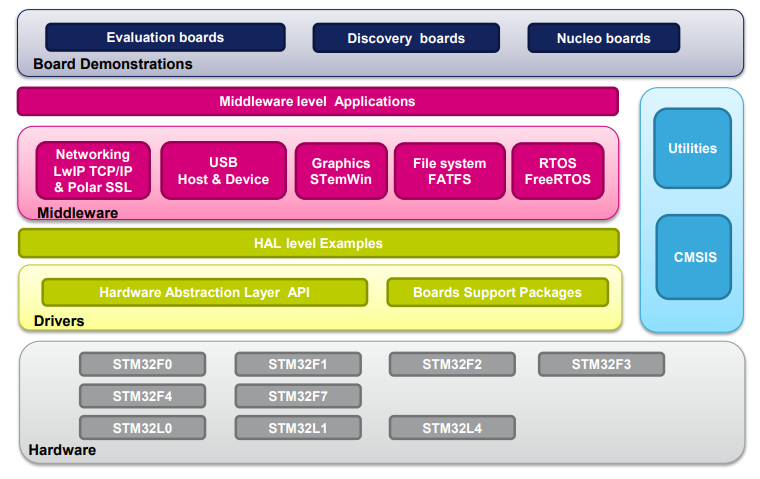 Evaluation boards
Discovery boards
Nucleo boards
Board Demonstrations
Middleware level Applications
Networking
LwIP TCP/IP
& Polar SSL
USB
Host & Device
Graphics
STemWin
File system
FATFS
RTOS
FreeRTOS
Middleware
Utilities
CMSIS
HAL level Examples
Hardware Abstraction Layer API
Boards Support Packages
Drivers
STM32F0
STM32F1
STM32F2
STM32F3
STM32F4
STM32F7
STM32L0
STM32L1
STM32L4
Hardware